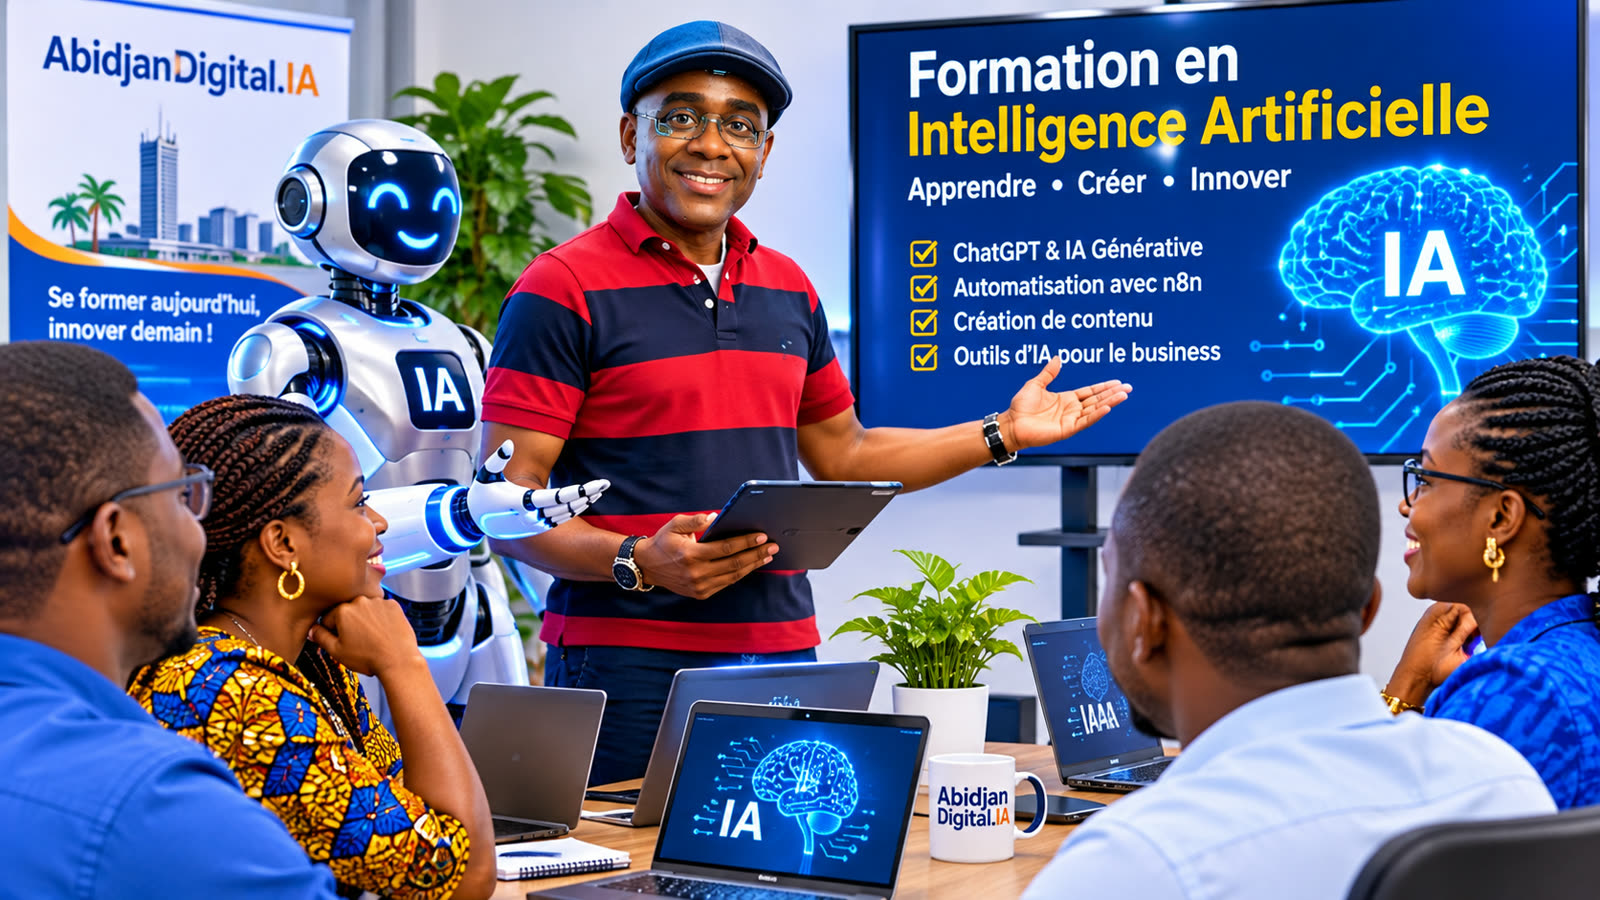 AbidjanDigital.IA
Se former aujourd'hui,
innover demain !
IA
Formation en
Intelligence Artificielle
Apprendre • Créer • Innover
ChatGPT & IA Générative
Automatisation avec n8n
Création de contenu
Outils d'IA pour le business
IA
IAAA
IA
Abidjan
Digital.IA